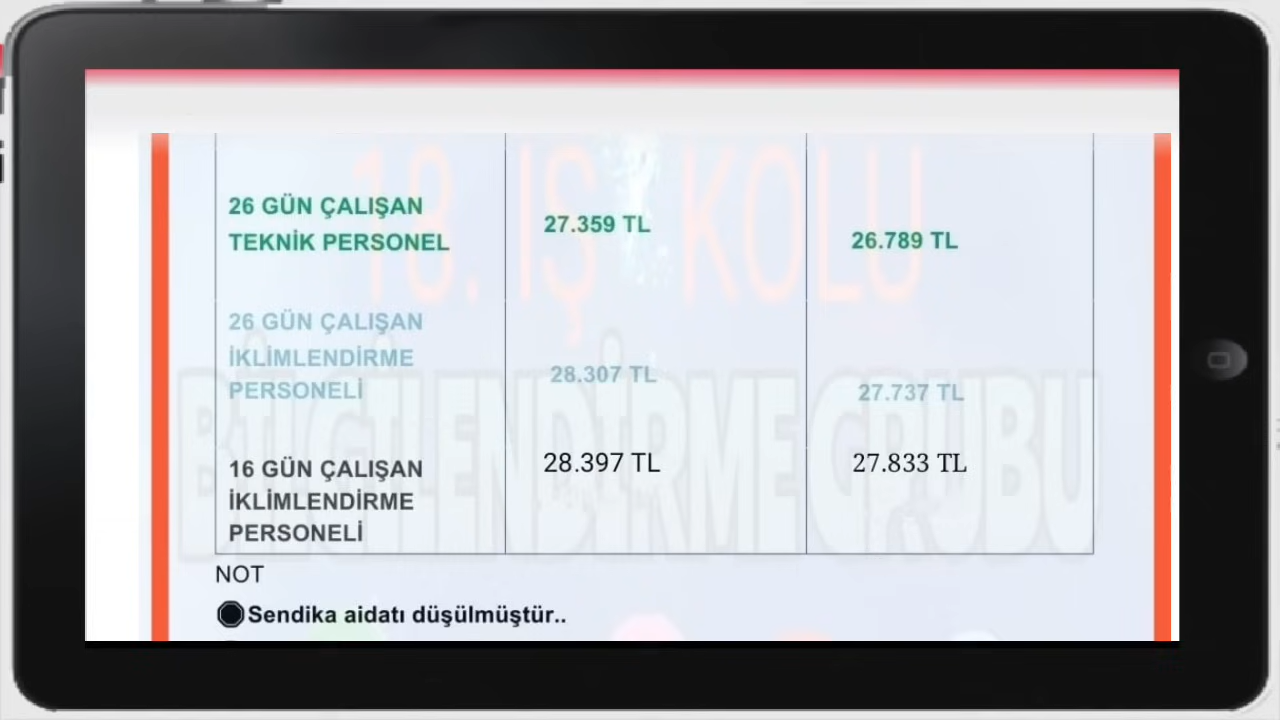 18. İŞ KOLU
BİLGİLENDİRME GRUBU
26 GÜN ÇALIŞAN
TEKNİK PERSONEL
27.359 TL
26.789 TL
26 GÜN ÇALIŞAN
İKLİMLENDİRME
PERSONELİ
28.307 TL
27.737 TL
16 GÜN ÇALIŞAN
İKLİMLENDİRME
PERSONELİ
28.397 TL
27.833 TL
NOT
Sendika aidatı düşülmüştür..